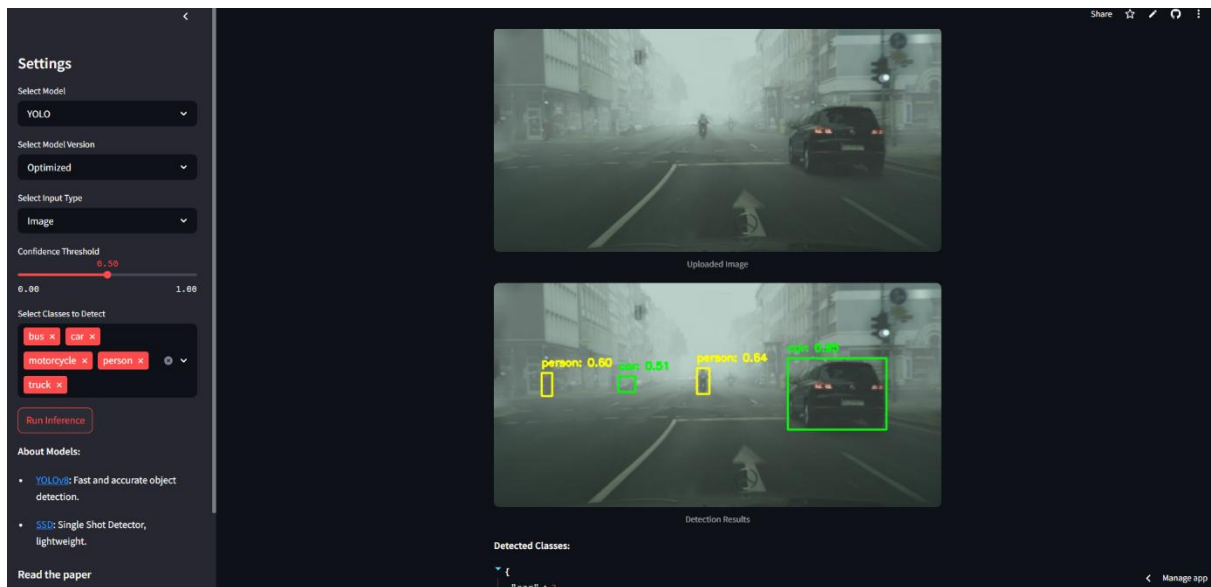 Share
Settings
Select Model
YOLO
Select Model Version
Optimized
Select Input Type
Image
Confidence Threshold
0.50
0.00 1.00
Select Classes to Detect
bus × car ×
motorcycle × person ×
truck ×
Run Inference
About Models:
YOLOv8: Fast and accurate object
detection.
SSD: Single Shot Detector,
lightweight.
Read the paper
Uploaded Image
person: 0.60 car: 0.51 person: 0.64 car:
Detection Results
Detected Classes:
{
Manage app